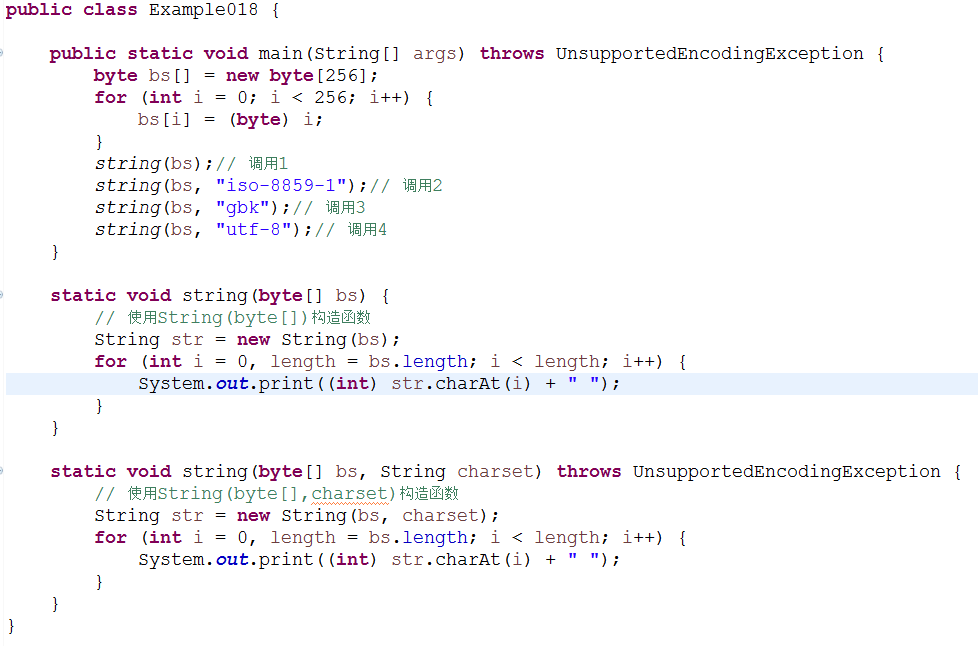 public class Example018 {
public static void main(String[] args) throws UnsupportedEncodingException {
byte bs[] = new byte[256];
for (int i = 0; i < 256; i++) {
bs[i] = (byte) i;
}
string(bs);// 调用1
string(bs, "iso-8859-1");// 调用2
string(bs, "gbk");// 调用3
string(bs, "utf-8");// 调用4
}
static void string(byte[] bs) {
// 使用String(byte[])构造函数
String str = new String(bs);
for (int i = 0, length = bs.length; i < length; i++) {
System.out.print((int) str.charAt(i) + " ");
}
}
static void string(byte[] bs, String charset) throws UnsupportedEncodingException {
// 使用String(byte[],charset)构造函数
String str = new String(bs, charset);
for (int i = 0, length = bs.length; i < length; i++) {
System.out.print((int) str.charAt(i) + " ");
}
}
}